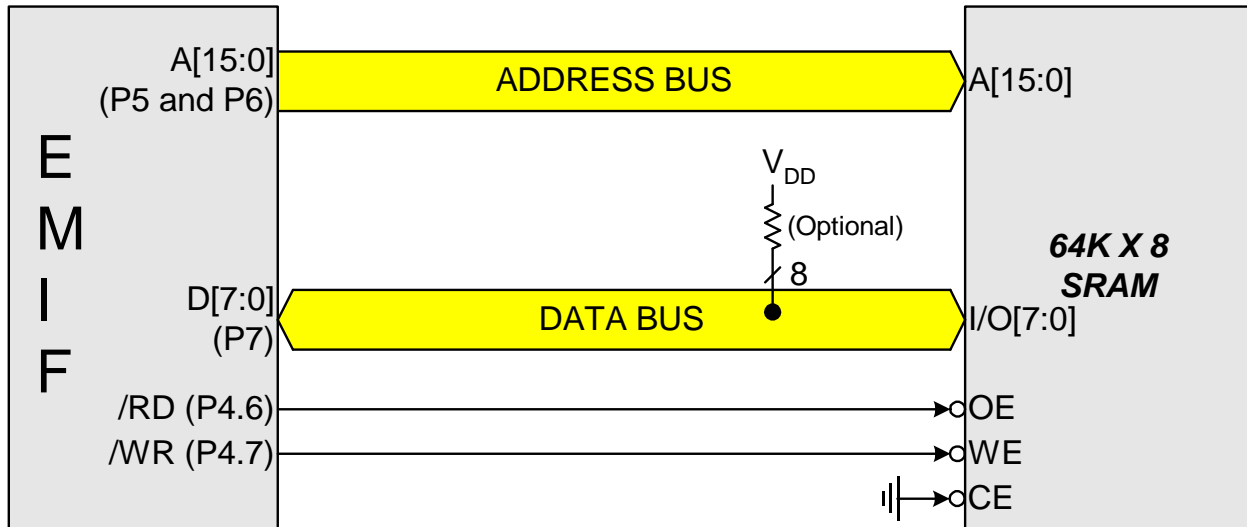 E
M
I
F
A[15:0]
(P5 and P6)
ADDRESS BUS
A[15:0]
VDD
(Optional)
8
64K X 8
SRAM
D[7:0]
(P7)
DATA BUS
I/O[7:0]
/RD (P4.6)
OE
/WR (P4.7)
WE
CE